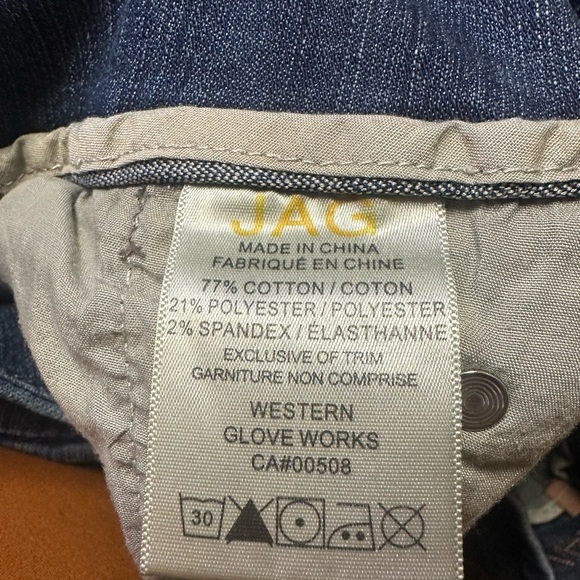 JAG
MADE IN CHINA
FABRIQUÉ EN CHINE
77% COTTON / COTON
21% POLYESTER / POLYESTER
2% SPANDEX / ÉLASTHANNE
EXCLUSIVE OF TRIM
GARNITURE NON COMPRISE
WESTERN
GLOVE WORKS
CA#00508
30